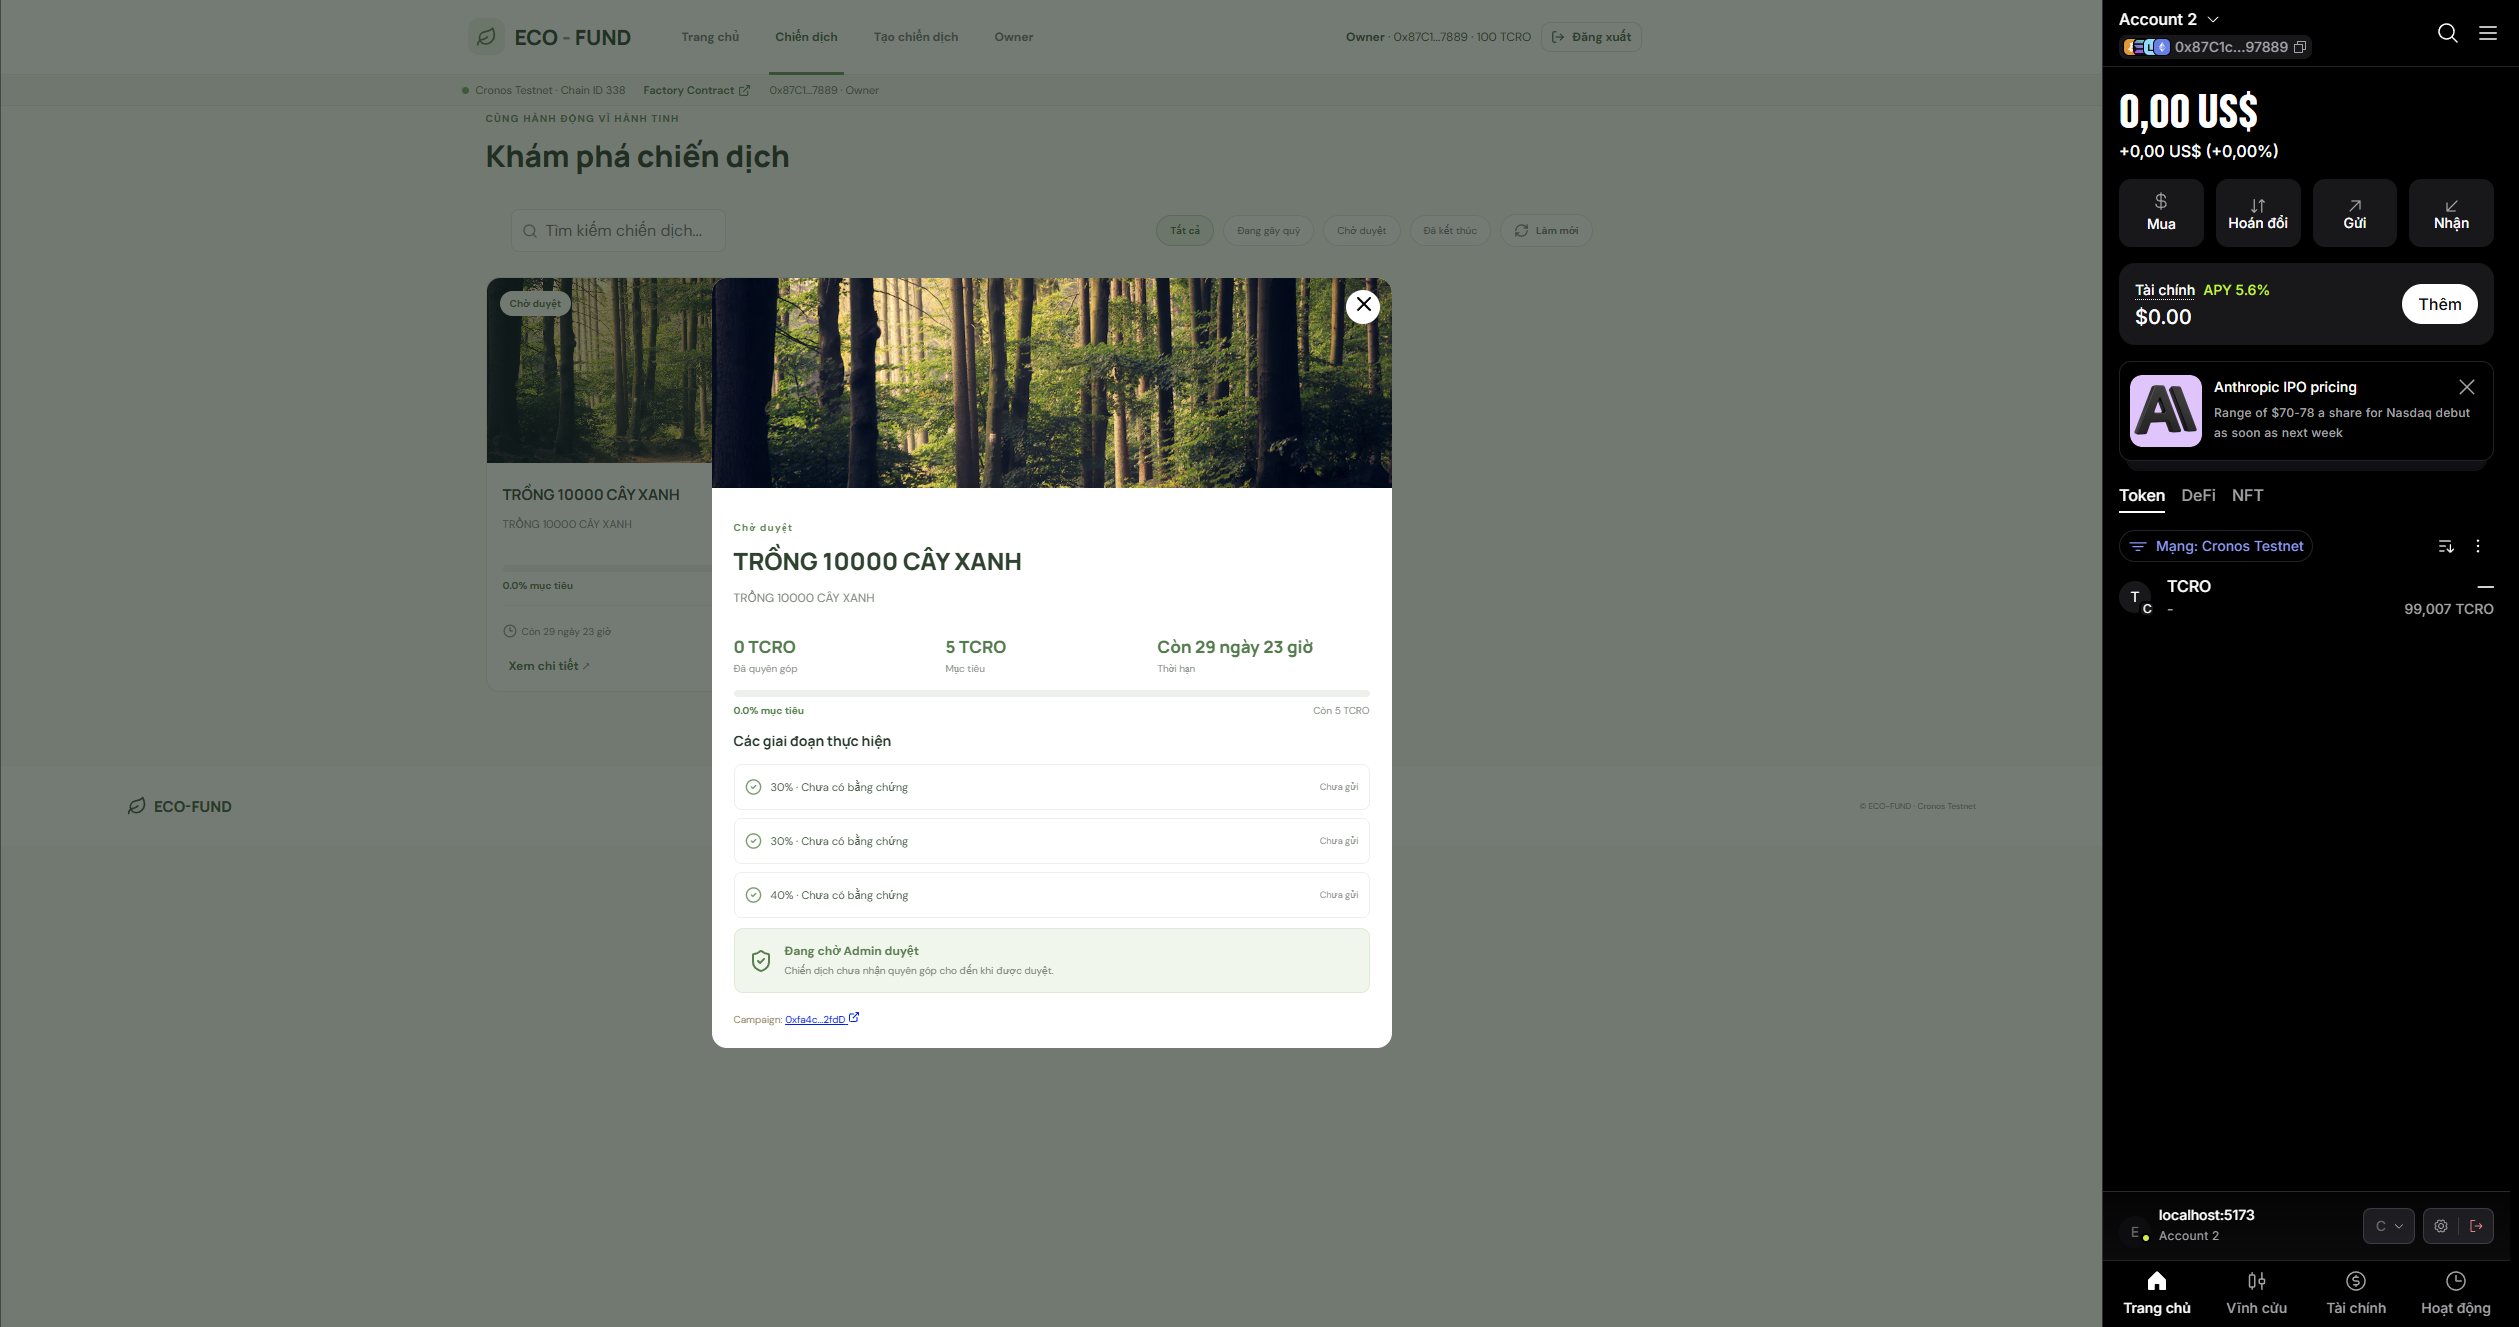 ECO - FUND
Trang chủ
Chiến dịch
Tạo chiến dịch
Owner
Owner · 0x87C1...7889 · 100 TCRO
Đăng xuất
Cronos Testnet · Chain ID 338
Factory Contract
0x87C1...7889 · Owner
CÙNG HÀNH ĐỘNG VÌ HÀNH TINH
Khám phá chiến dịch
Tìm kiếm chiến dịch...
Tất cả
Đang gây quỹ
Chờ duyệt
Đã kết thúc
Làm mới
Chờ duyệt
TRỒNG 10000 CÂY XANH
TRỒNG 10000 CÂY XANH
0.0% mục tiêu
Còn 29 ngày 23 giờ
Xem chi tiết ↗
Chờ duyệt
TRỒNG 10000 CÂY XANH
TRỒNG 10000 CÂY XANH
0 TCRO
Đã quyên góp
5 TCRO
Mục tiêu
Còn 29 ngày 23 giờ
Thời hạn
0.0% mục tiêu
Còn 5 TCRO
Các giai đoạn thực hiện
30% · Chưa có bằng chứng
Chưa gửi
30% · Chưa có bằng chứng
Chưa gửi
40% · Chưa có bằng chứng
Chưa gửi
Đang chờ Admin duyệt
Chiến dịch chưa nhận quyên góp cho đến khi được duyệt.
Campaign: 0xfa4c...2fdD
ECO-FUND
© ECO-FUND · Cronos Testnet
Account 2
0x87C1c...97889
0,00 US$
+0,00 US$ (+0,00%)
Mua
Hoán đổi
Gửi
Nhận
Tài chính APY 5.6%
$0.00
Thêm
Anthropic IPO pricing
Range of $70-78 a share for Nasdaq debut
as soon as next week
Token
DeFi
NFT
Mạng: Cronos Testnet
T
C
TCRO
—
-
99,007 TCRO
E
localhost:5173
Account 2
C
Trang chủ
Vĩnh cửu
Tài chính
Hoạt động